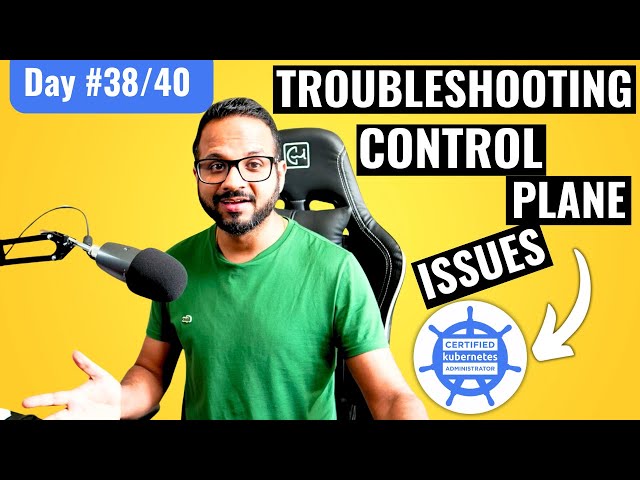 Day #38/40
TROUBLESHOOTING
CONTROL
PLANE
ISSUES
CERTIFIED
kubernetes
ADMINISTRATOR